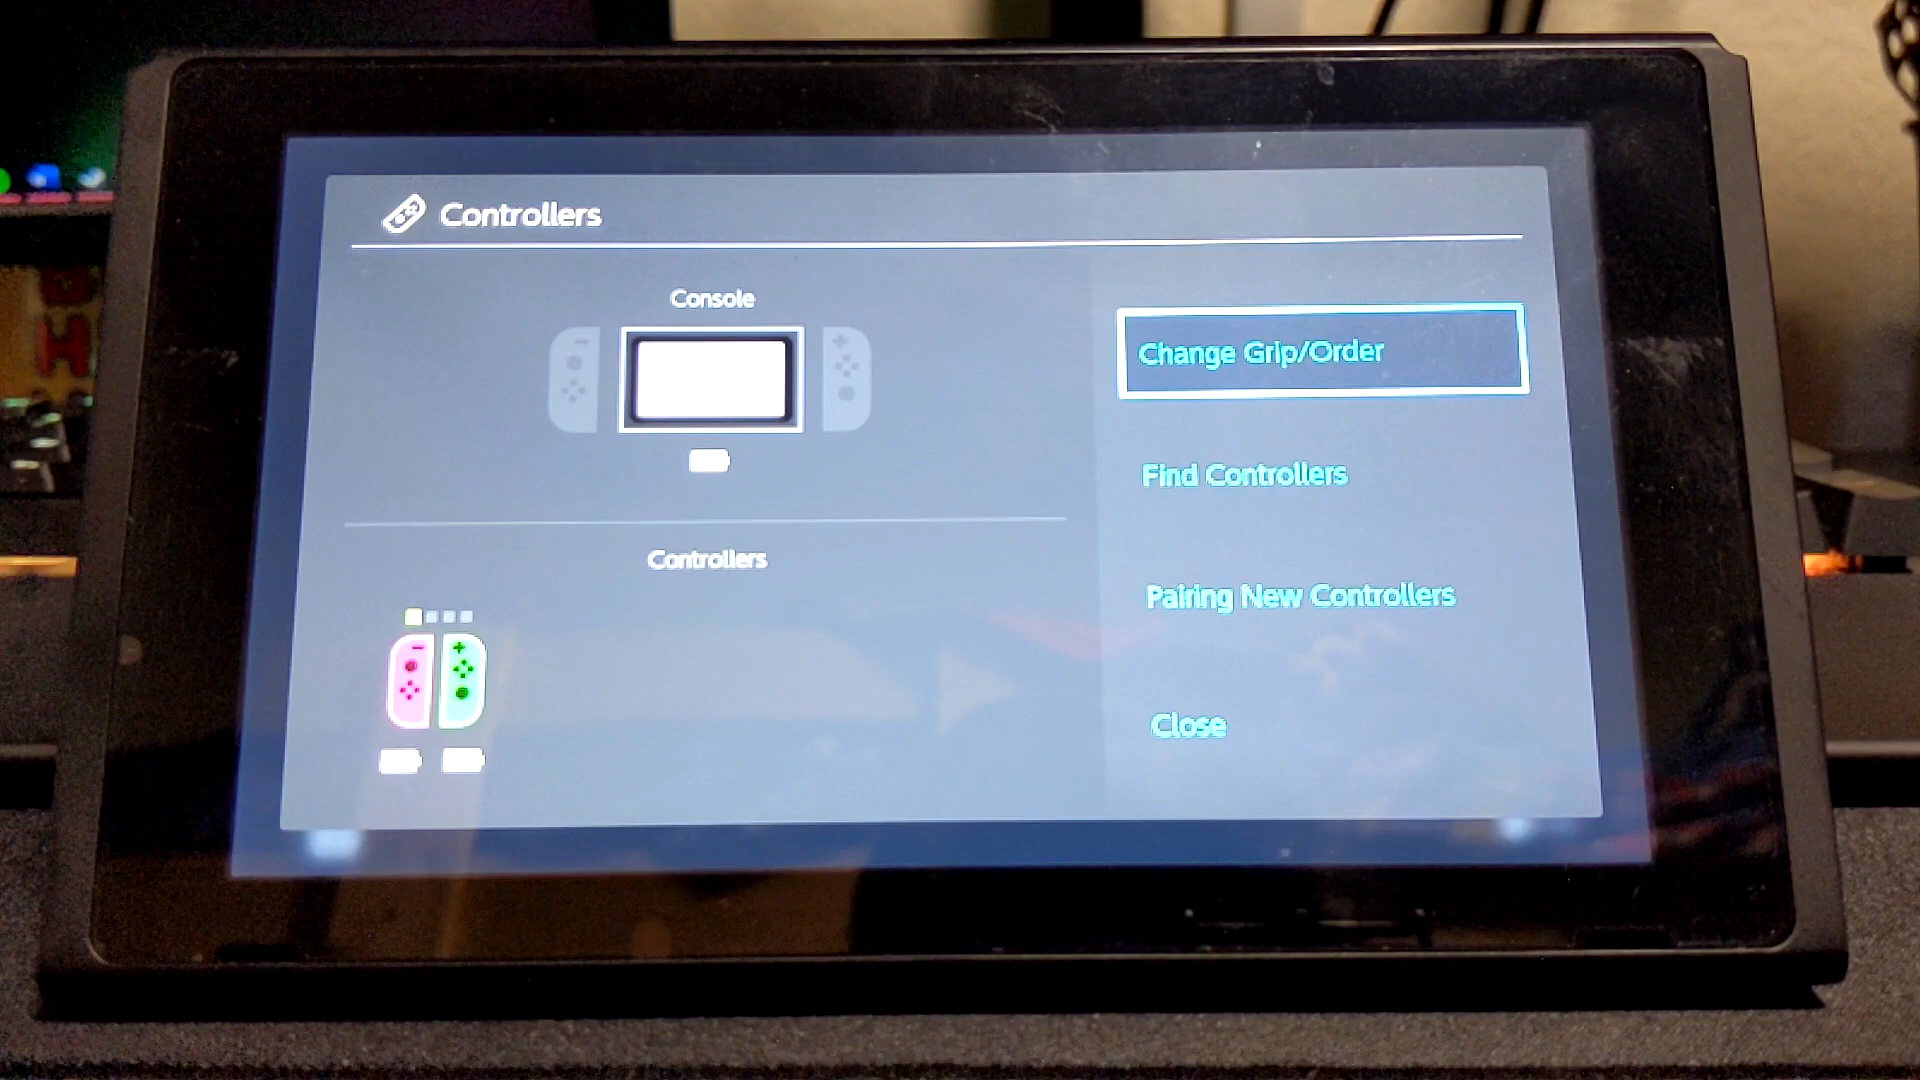 Controllers
Console
Change Grip/Order
Find Controllers
Controllers
Pairing New Controllers
Close